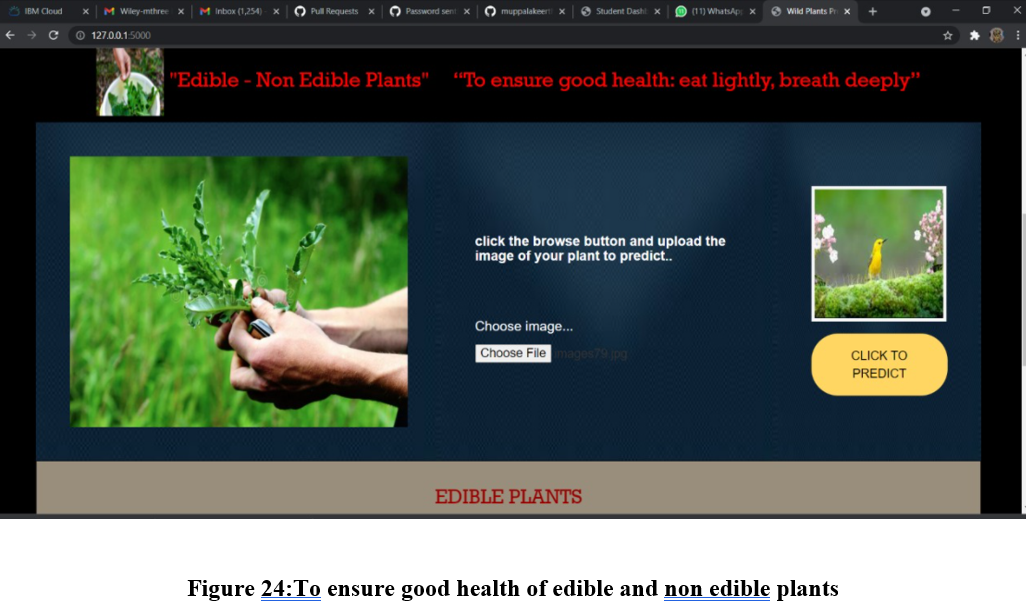 IBM Cloud
Wiley-mthree
Inbox (1,254)
Pull Requests
Password sent
muppalakeert
Student Dashb
(11) WhatsApp
Wild Plants Pr
127.0.0.1:5000
"Edible - Non Edible Plants" “To ensure good health: eat lightly, breath deeply”
click the browse button and upload the
image of your plant to predict..
Choose image...
Choose File images79.jpg
CLICK TO
PREDICT
EDIBLE PLANTS
Figure 24:To ensure good health of edible and non edible plants